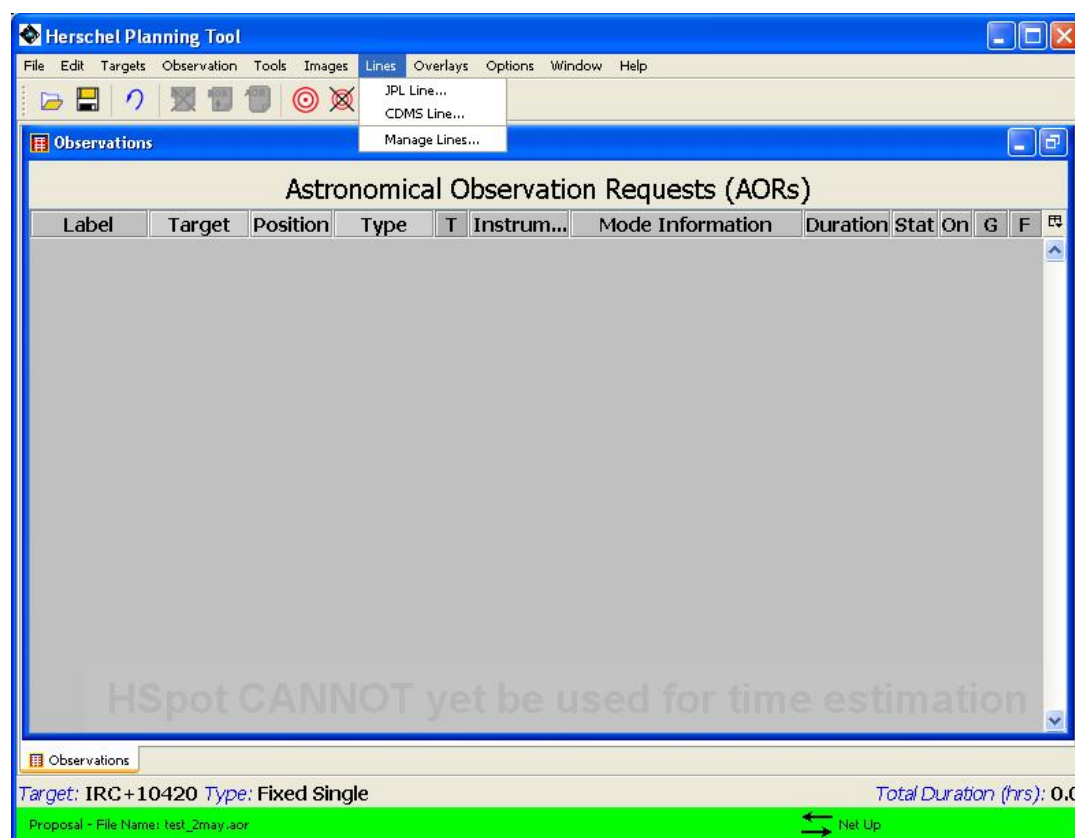 Herschel Planning Tool
File Edit Targets Observation Tools Images Lines Overlays Options Window Help
JPL Line...
CDMS Line...
Manage Lines...
Observations
Astronomical Observation Requests (AORs)
Label Target Position Type T Instrum... Mode Information Duration Stat On G F
HSpot CANNOT yet be used for time estimation
Observations
Target: IRC+10420 Type: Fixed Single Total Duration (hrs): 0.0
Proposal - File Name: test_2may.aor Net Up